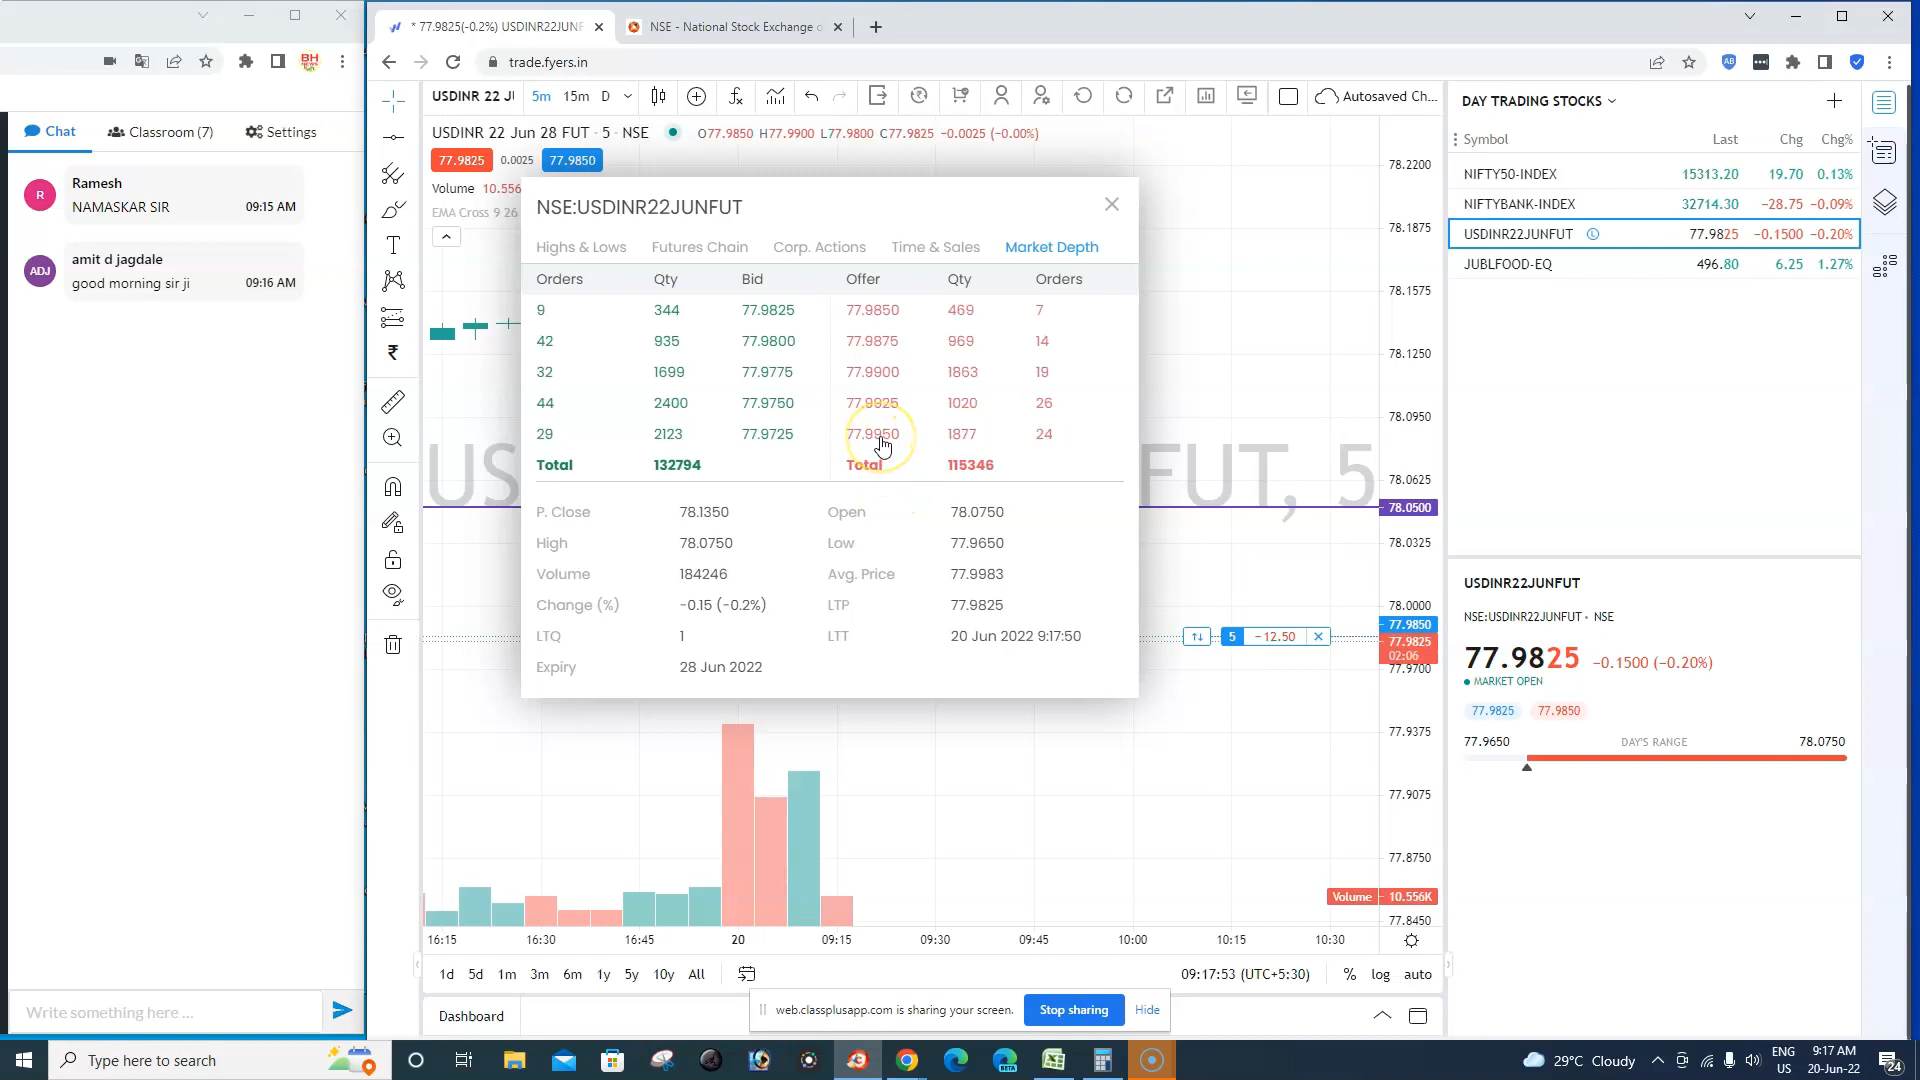 * 77.9825(-0.2%) USDINR22JUNF
NSE - National Stock Exchange o
trade.fyers.in
BH
Chat
Classroom (7)
Settings
R
Ramesh
NAMASKAR SIR
09:15 AM
ADJ
amit d jagdale
good morning sir ji
09:16 AM
Write something here ...
USDINR 22 JU
5m
15m
D
Autosaved Ch...
USDINR 22 Jun 28 FUT · 5 · NSE
O77.9850 H77.9900 L77.9800 C77.9825 −0.0025 (−0.00%)
77.9825
0.0025
77.9850
Volume 10.556
EMA Cross 9 26
NSE:USDINR22JUNFUT
Highs & Lows
Futures Chain
Corp. Actions
Time & Sales
Market Depth
Orders Qty Bid Offer Qty Orders
9 344 77.9825 77.9850 469 7
42 935 77.9800 77.9875 969 14
32 1699 77.9775 77.9900 1863 19
44 2400 77.9750 77.9925 1020 26
29 2123 77.9725 77.9950 1877 24
Total 132794 Total 115346
P. Close 78.1350 Open 78.0750
High 78.0750 Low 77.9650
Volume 184246 Avg. Price 77.9983
Change (%) -0.15 (-0.2%) LTP 77.9825
LTQ 1 LTT 20 Jun 2022 9:17:50
Expiry 28 Jun 2022
US
FUT, 5
5 −12.50
78.2200
78.1875
78.1575
78.1250
78.0950
78.0625
78.0500
78.0325
78.0000
77.9850
77.9825
02:06
77.9700
77.9375
77.9075
77.8750
Volume 10.556K
77.8450
16:15 16:30 16:45 20 09:15 09:30 09:45 10:00 10:15 10:30
1d 5d 1m 3m 6m 1y 5y 10y All
09:17:53 (UTC+5:30)
% log auto
Dashboard
web.classplusapp.com is sharing your screen.
Stop sharing
Hide
DAY TRADING STOCKS
Symbol Last Chg Chg%
NIFTY50-INDEX 15313.20 19.70 0.13%
NIFTYBANK-INDEX 32714.30 −28.75 −0.09%
USDINR22JUNFUT L 77.9825 −0.1500 −0.20%
JUBLFOOD-EQ 496.80 6.25 1.27%
USDINR22JUNFUT
NSE:USDINR22JUNFUT • NSE
77.9825 −0.1500 (−0.20%)
MARKET OPEN
77.9825 77.9850
77.9650 DAY'S RANGE 78.0750
Type here to search
29°C Cloudy
ENG
US
9:17 AM
20-Jun-22
24